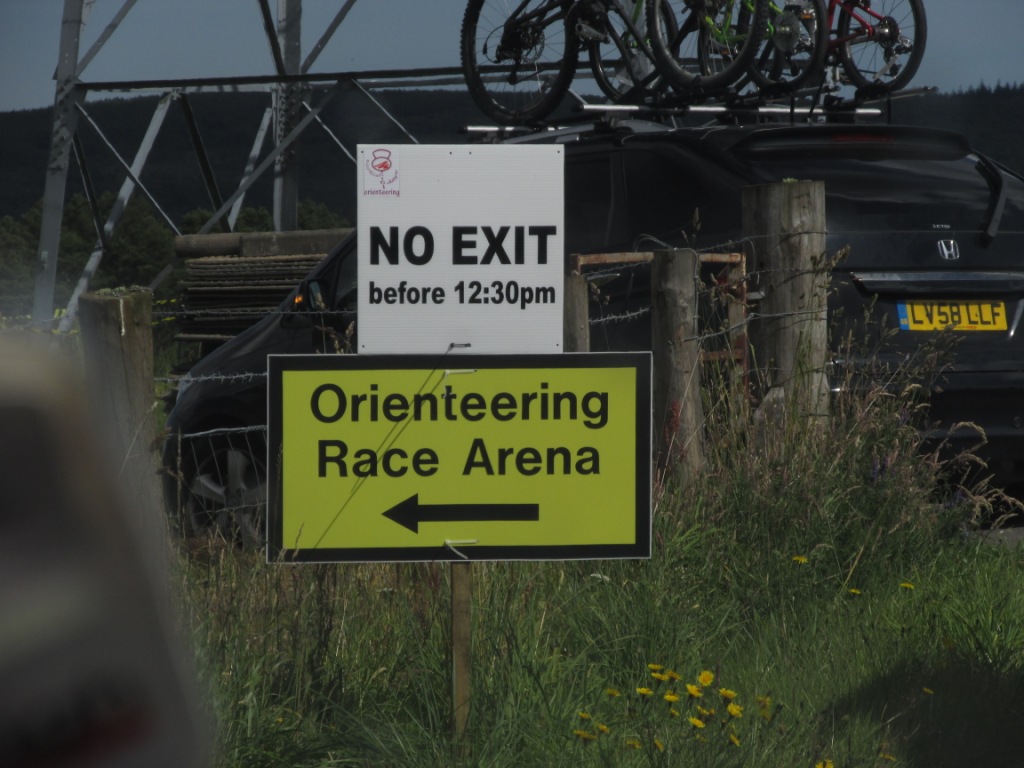 orienteering
NO EXIT
before 12:30pm
Orienteering
Race Arena
LV58 LLF